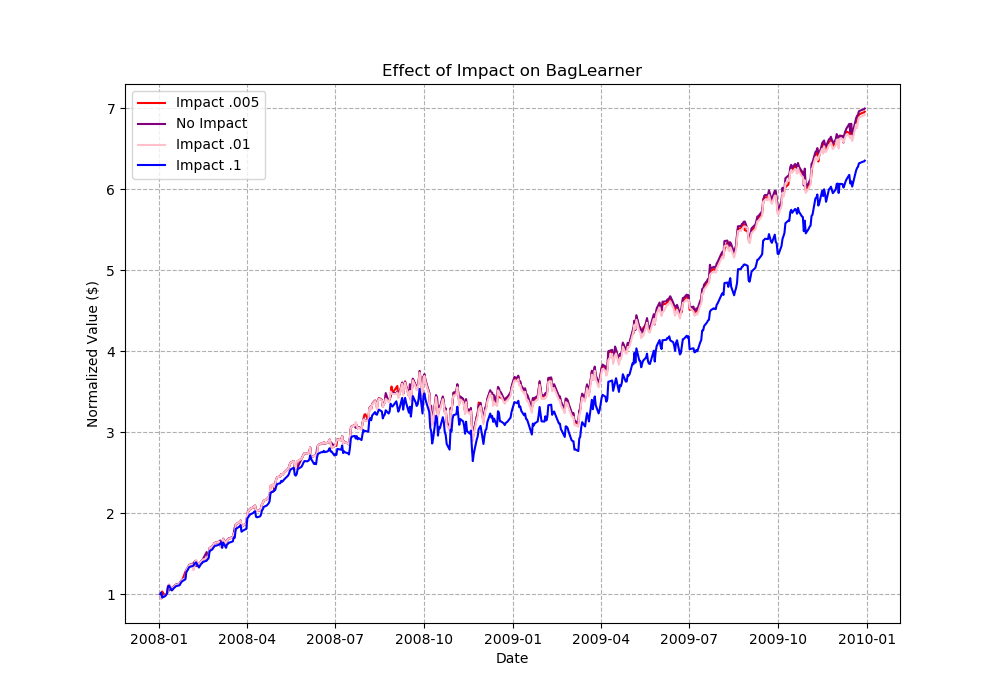 Effect of Impact on BagLearner
Impact .005
No Impact
Impact .01
Impact .1
Normalized Value ($)
7
6
5
4
3
2
1
2008-01 2008-04 2008-07 2008-10 2009-01 2009-04 2009-07 2009-10 2010-01
Date